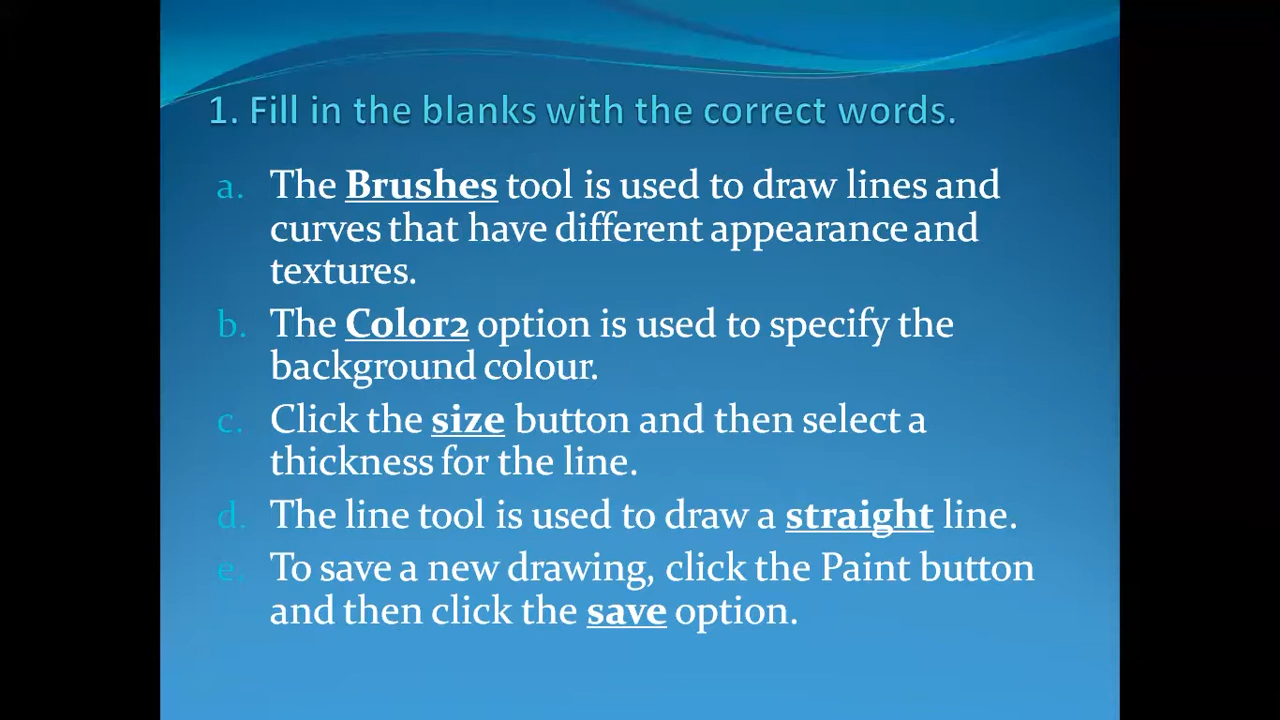 1. Fill in the blanks with the correct words.
a. The Brushes tool is used to draw lines and
curves that have different appearance and
textures.
b. The Color2 option is used to specify the
background colour.
c. Click the size button and then select a
thickness for the line.
d. The line tool is used to draw a straight line.
e. To save a new drawing, click the Paint button
and then click the save option.